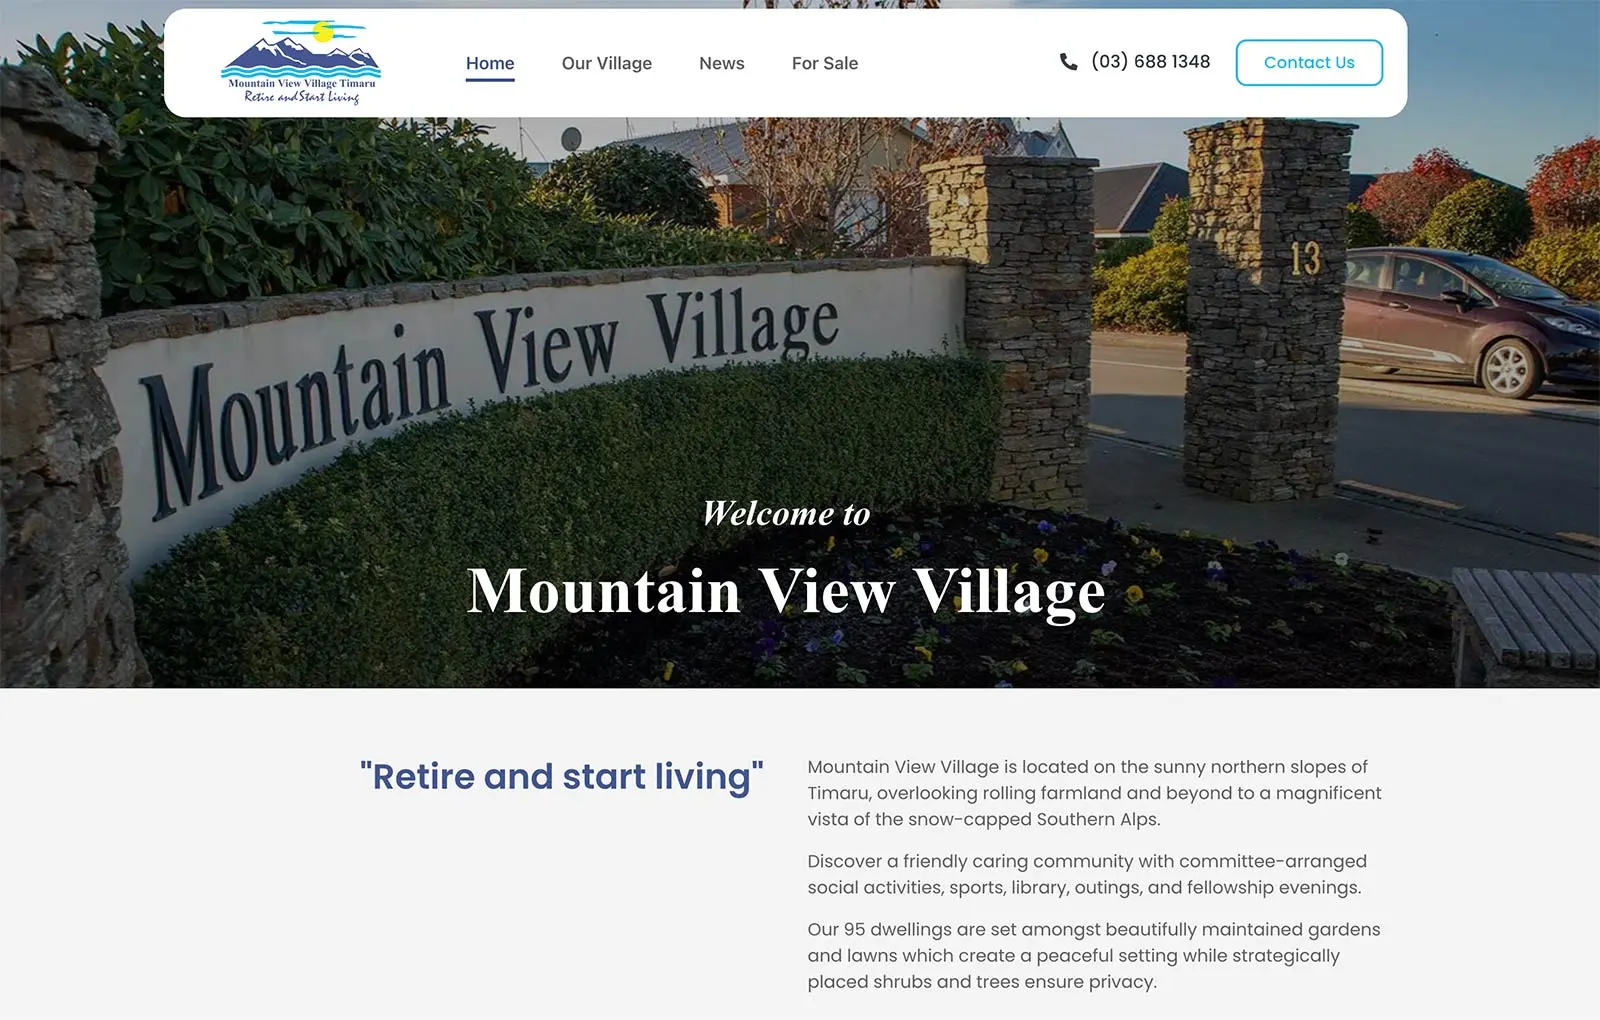 Mountain View Village Timaru
Retire and Start Living
Home
Our Village
News
For Sale
(03) 688 1348
Contact Us
13
Mountain View Village
Welcome to
Mountain View Village
"Retire and start living"
Mountain View Village is located on the sunny northern slopes of
Timaru, overlooking rolling farmland and beyond to a magnificent
vista of the snow-capped Southern Alps.
Discover a friendly caring community with committee-arranged
social activities, sports, library, outings, and fellowship evenings.
Our 95 dwellings are set amongst beautifully maintained gardens
and lawns which create a peaceful setting while strategically
placed shrubs and trees ensure privacy.